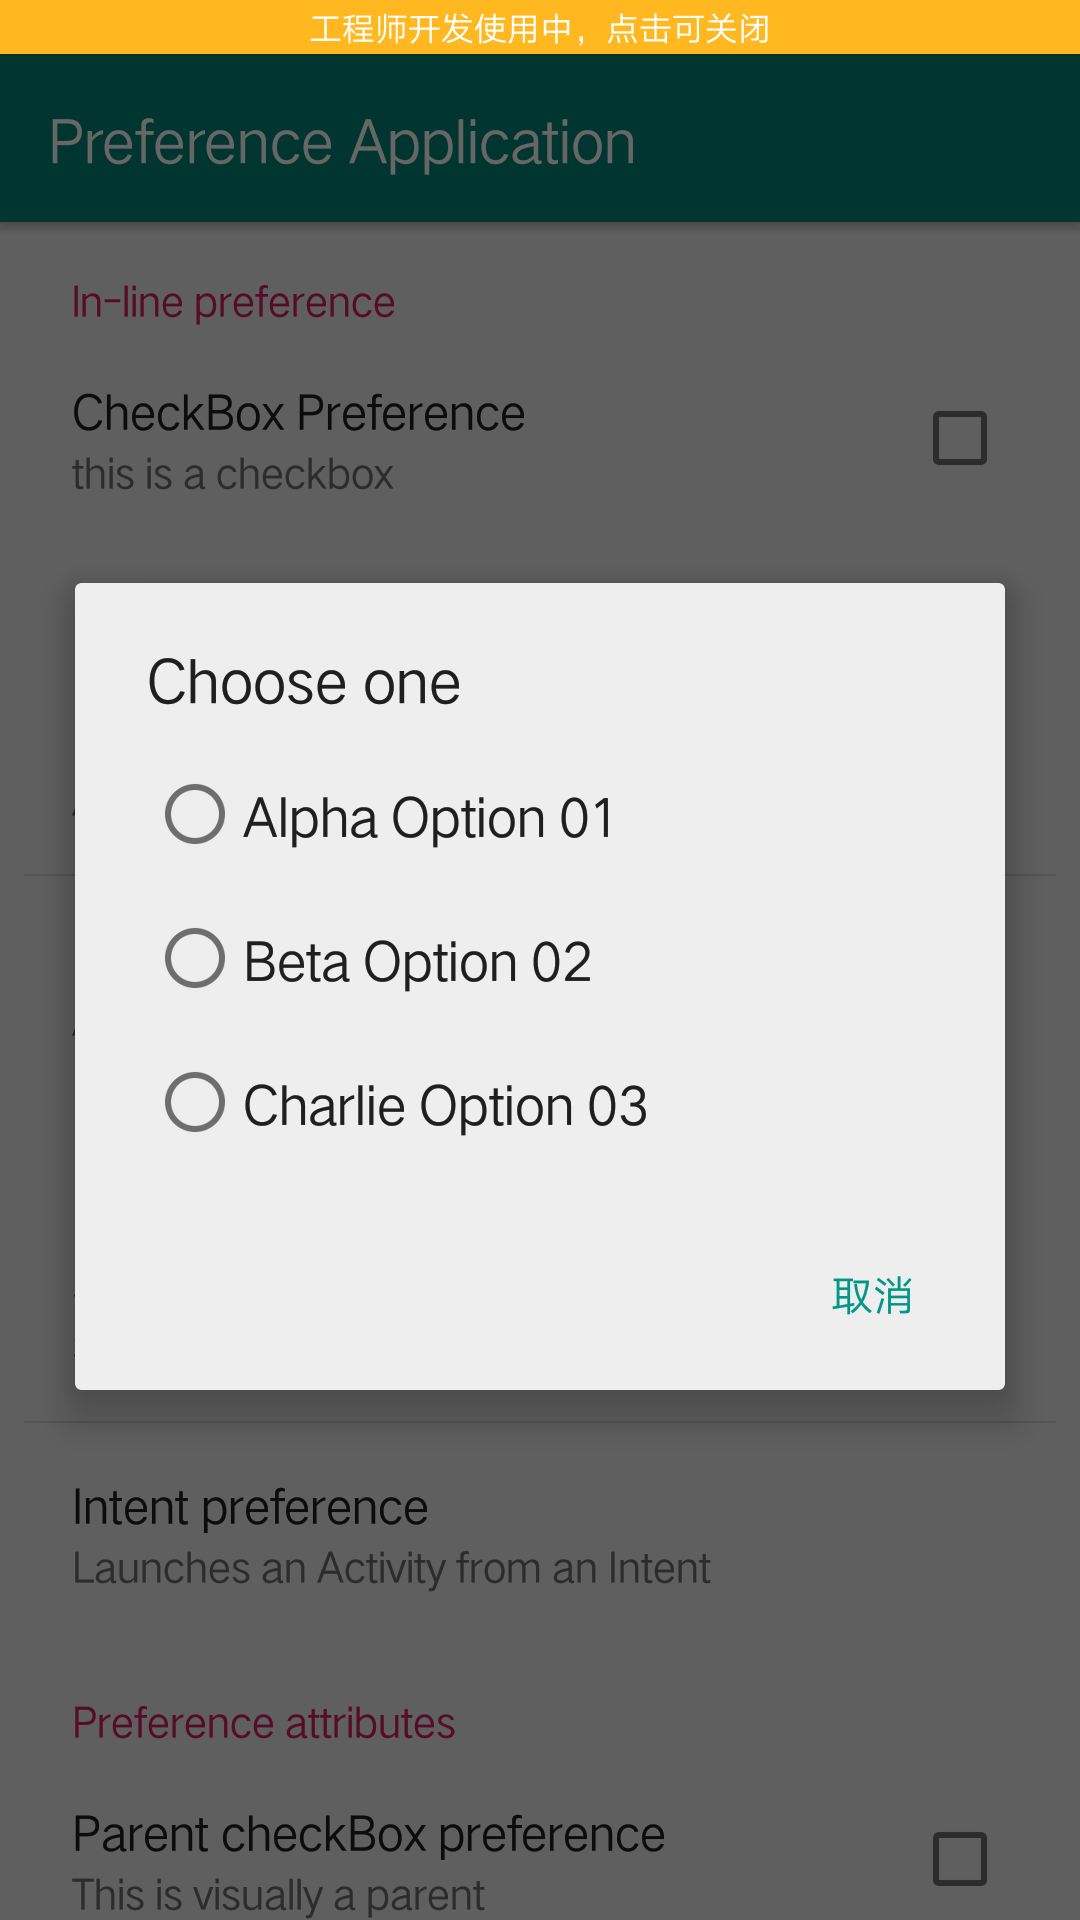 工程师开发使用中，点击可关闭
Preference Application
In-line preference
CheckBox Preference
this is a checkbox
Choose one
Alpha Option 01
Beta Option 02
Charlie Option 03
取消
Intent preference
Launches an Activity from an Intent
Preference attributes
Parent checkBox preference
This is visually a parent